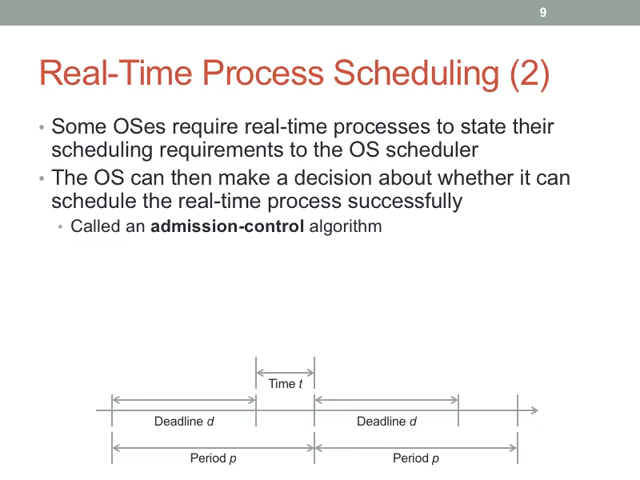 9
Real-Time Process Scheduling (2)
• Some OSes require real-time processes to state their
scheduling requirements to the OS scheduler
• The OS can then make a decision about whether it can
schedule the real-time process successfully
• Called an admission-control algorithm
Time t
Deadline d Deadline d
Period p Period p